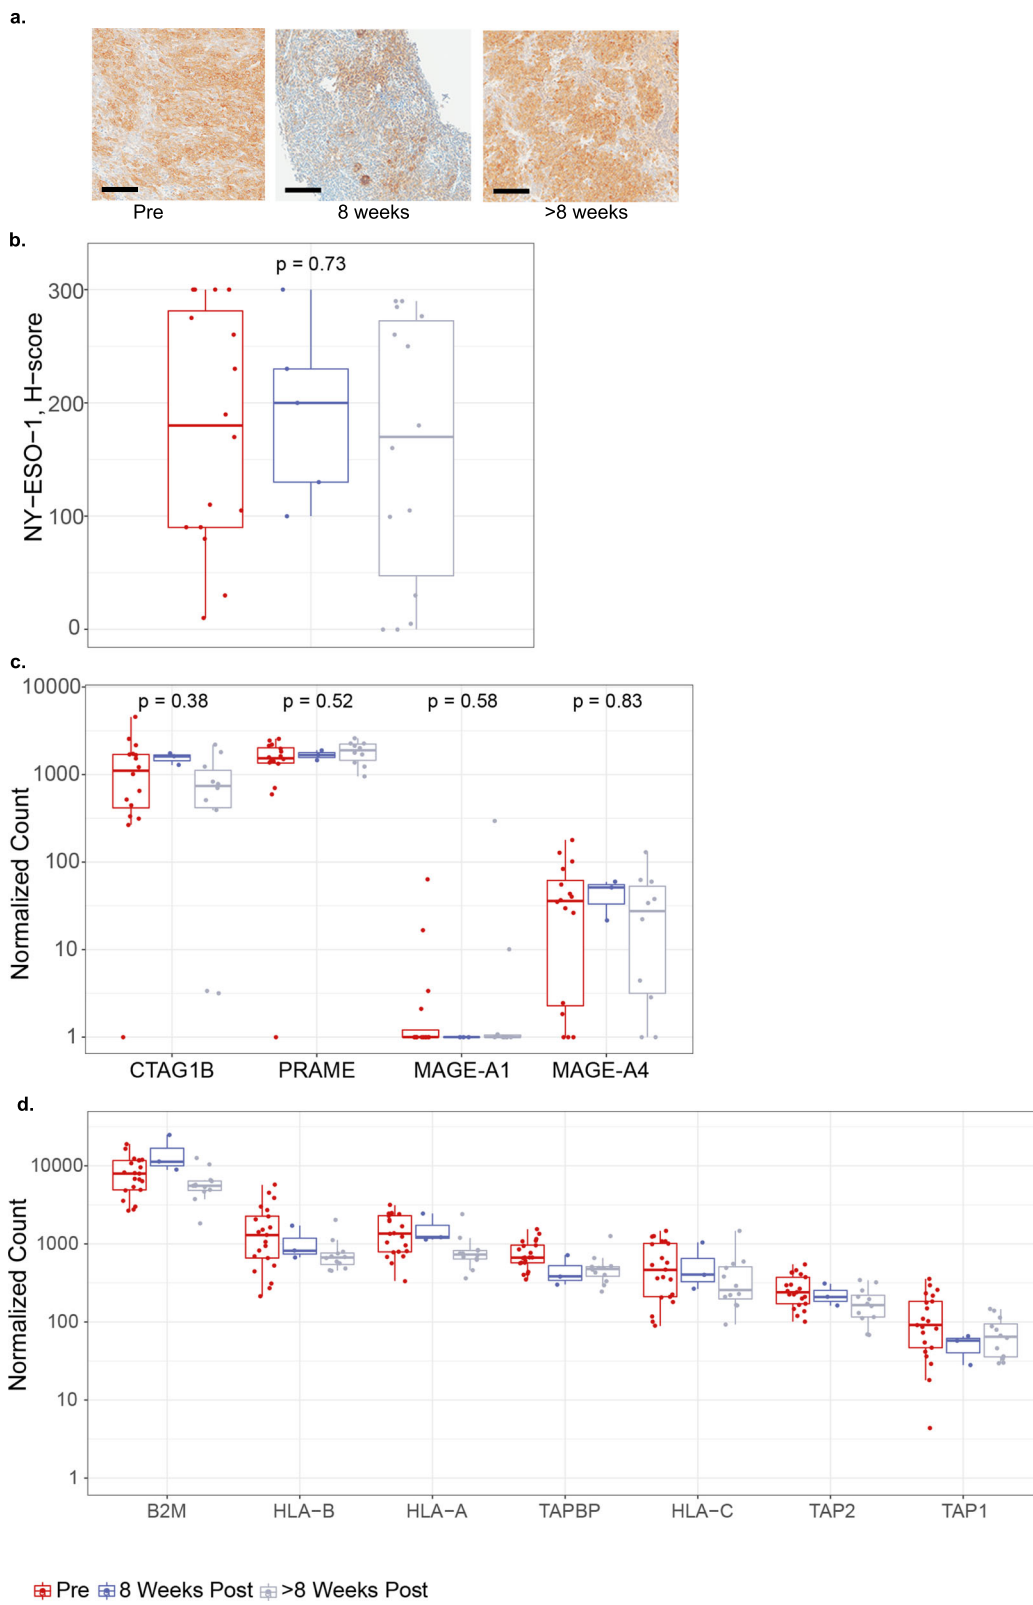 a.
Pre 8 weeks >8 weeks
b.
p = 0.73
NY-ESO-1, H-score
300
200
100
0
c.
p = 0.38 p = 0.52 p = 0.58 p = 0.83
Normalized Count
10000
1000
100
10
1
CTAG1B PRAME MAGE-A1 MAGE-A4
d.
Normalized Count
10000
1000
100
10
1
B2M HLA-B HLA-A TAPBP HLA-C TAP2 TAP1
Pre 8 Weeks Post >8 Weeks Post